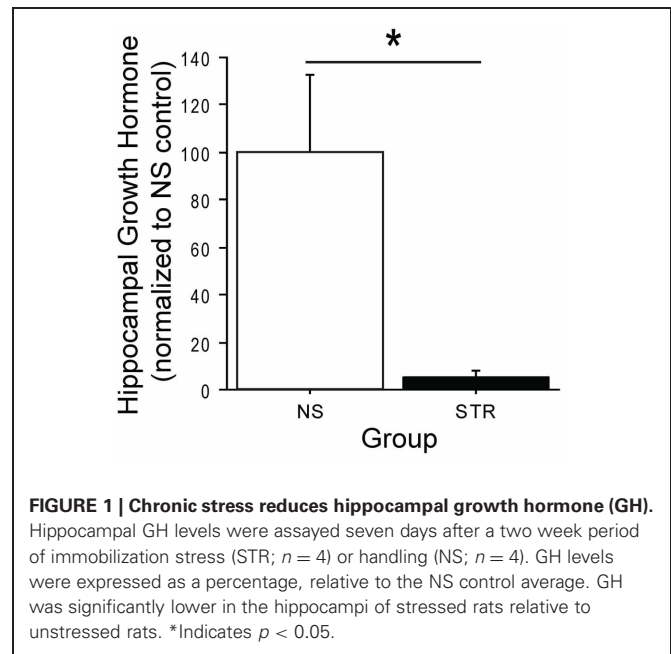 *
Hippocampal Growth Hormone
(normalized to NS control)
140
120
100
80
60
40
20
0
NS
STR
Group
FIGURE 1 | Chronic stress reduces hippocampal growth hormone (GH).
Hippocampal GH levels were assayed seven days after a two week period
of immobilization stress (STR; n = 4) or handling (NS; n = 4). GH levels
were expressed as a percentage, relative to the NS control average. GH
was significantly lower in the hippocampi of stressed rats relative to
unstressed rats. *Indicates p < 0.05.